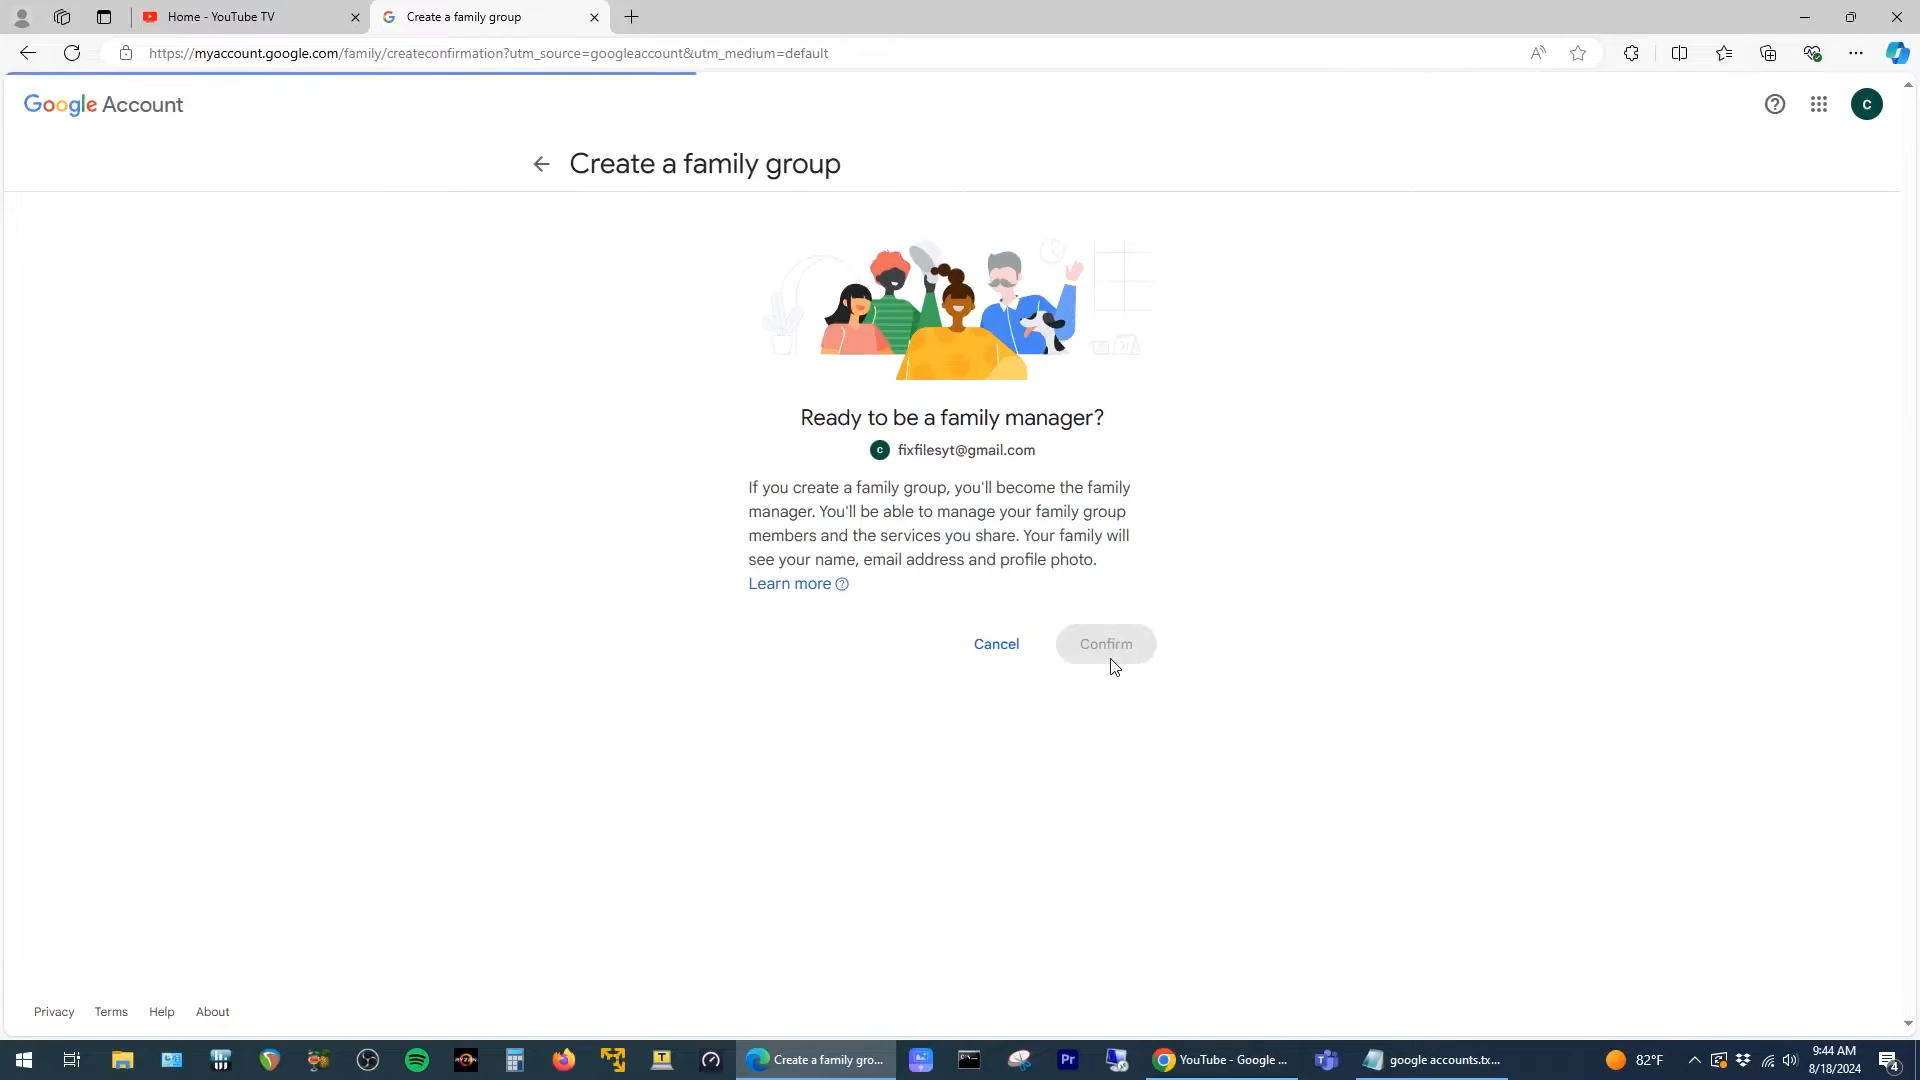 Home - YouTube TV
Create a family group
https://myaccount.google.com/family/createconfirmation?utm_source=googleaccount&utm_medium=default
Google Account
C
Create a family group
Ready to be a family manager?
C fixfilesyt@gmail.com
If you create a family group, you'll become the family
manager. You'll be able to manage your family group
members and the services you share. Your family will
see your name, email address and profile photo.
Learn more
Cancel
Confirm
Privacy Terms Help About
RYZEN
T
Create a family gro...
Pr
YouTube - Google ...
google accounts.tx...
82°F
9:44 AM
8/18/2024
4